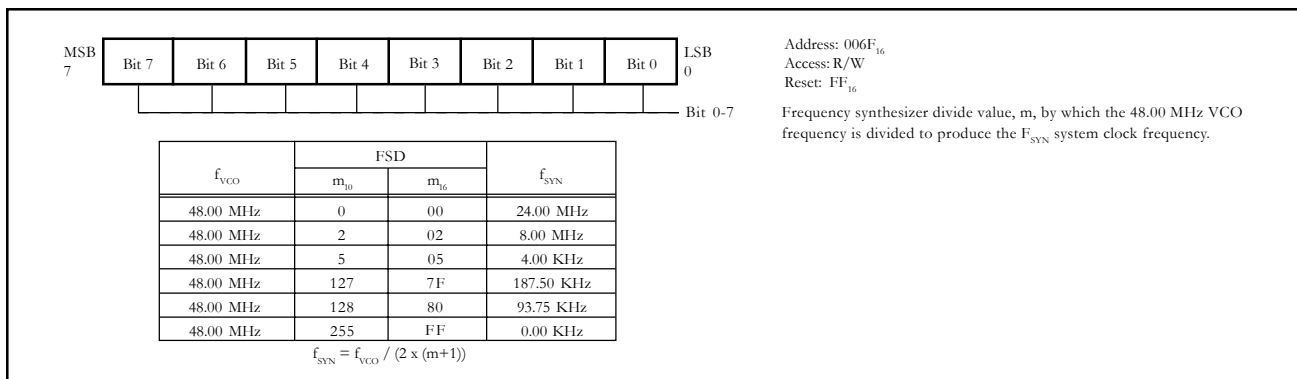 MSB
7
Bit 7 Bit 6 Bit 5 Bit 4 Bit 3 Bit 2 Bit 1 Bit 0
LSB
0
Bit 0-7
Address: 006F₁₆
Access: R/W
Reset: FF₁₆
Frequency synthesizer divide value, m, by which the 48.00 MHz VCO
frequency is divided to produce the F_SYN system clock frequency.
f_VCO FSD f_SYN
m₁₀ m₁₆
48.00 MHz 0 00 24.00 MHz
48.00 MHz 2 02 8.00 MHz
48.00 MHz 5 05 4.00 KHz
48.00 MHz 127 7F 187.50 KHz
48.00 MHz 128 80 93.75 KHz
48.00 MHz 255 FF 0.00 KHz
f_SYN = f_VCO / (2 x (m+1))